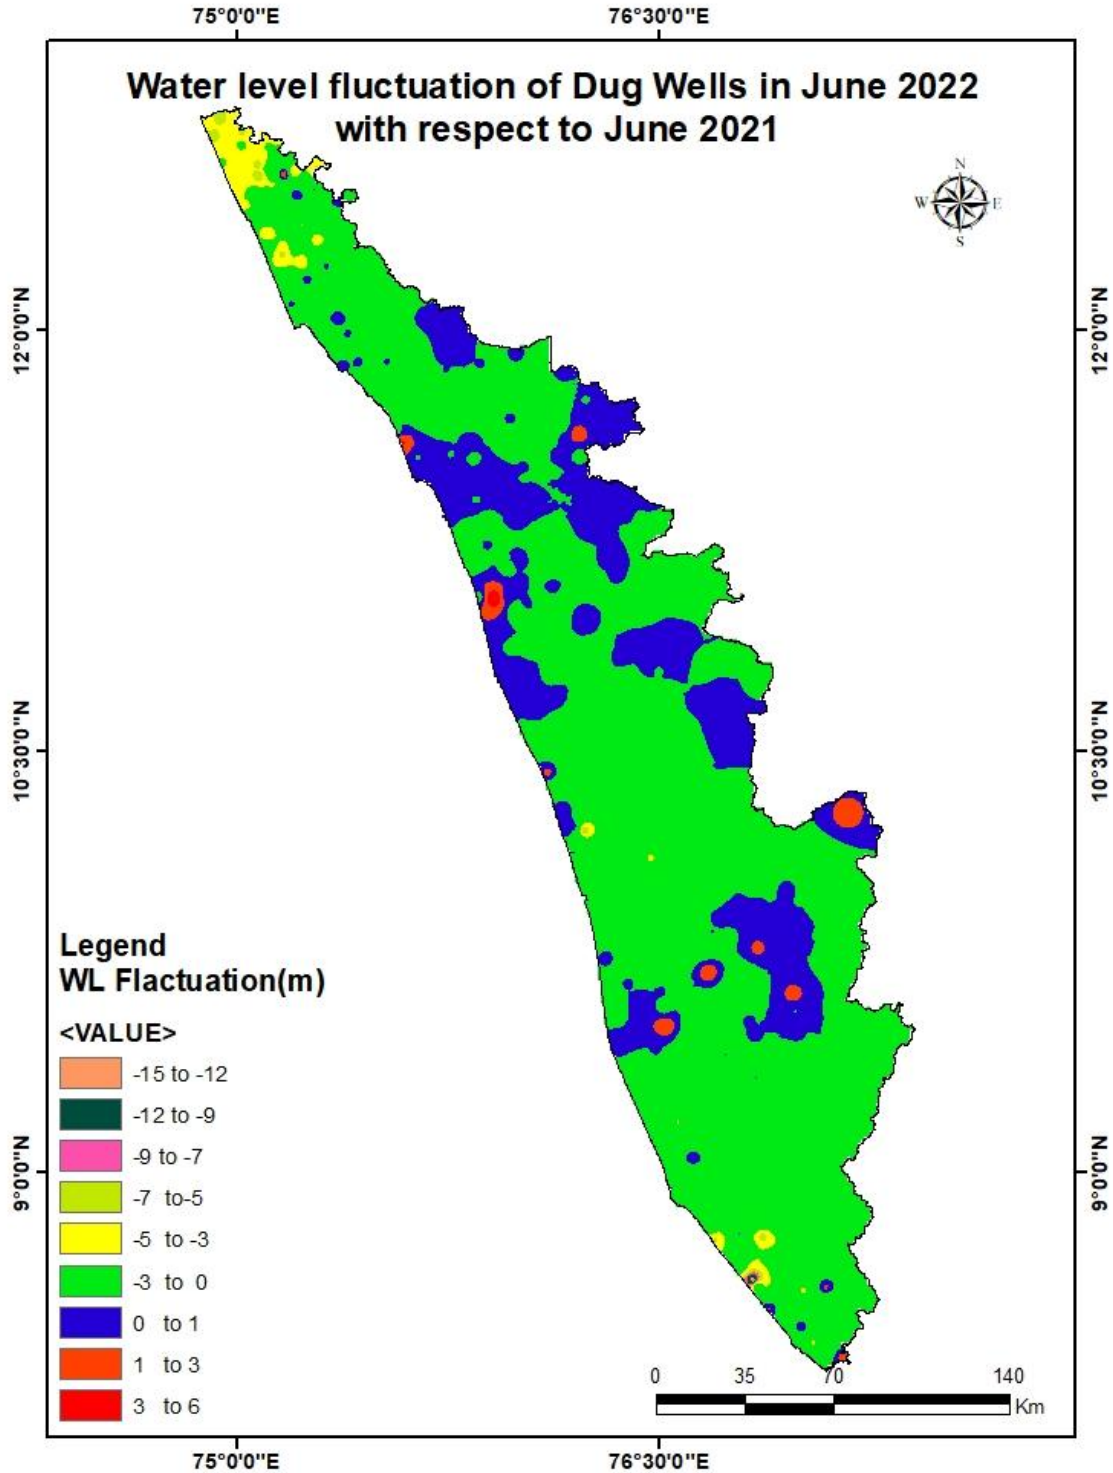 75°0'0"E 76°30'0"E
Water level fluctuation of Dug Wells in June 2022
with respect to June 2021
N
W E
S
12°0'0"N 12°0'0"N
10°30'0"N 10°30'0"N
Legend
WL Flactuation(m)
<VALUE>
-15 to -12
-12 to -9
-9 to -7
-7 to-5
-5 to -3
-3 to 0
0 to 1
1 to 3
3 to 6
9°0'0"N 9°0'0"N
0 35 70 140
Km
75°0'0"E 76°30'0"E